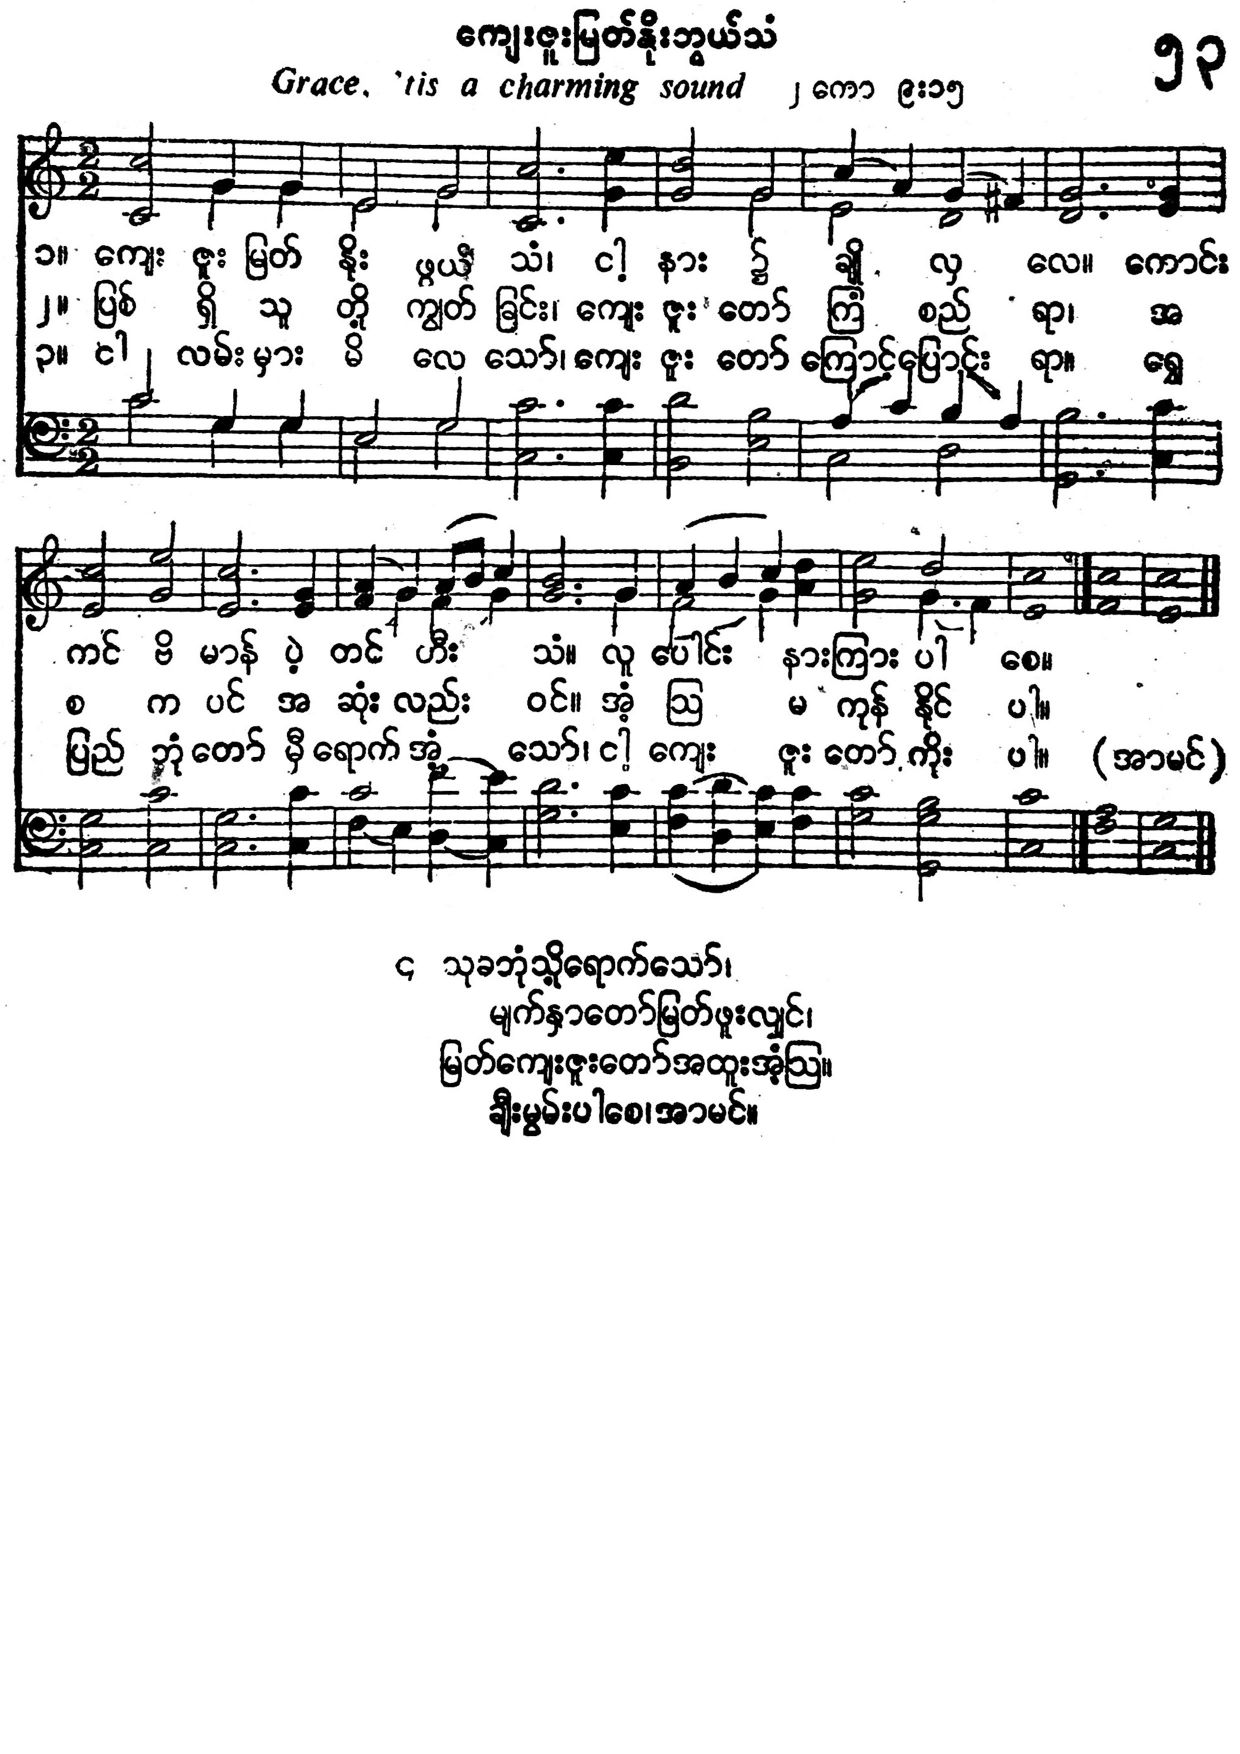 ကျေးဇူးမြတ်နိုးဘွယ်သံ
၅၃
Grace, 'tis a charming sound ၂ ကော ၉း၁၅
2 2
၁။ ကျေး ဇူး မြတ် နိုး ဖွယ် သံ၊ ငါ့ နား ၌ ချို လှ လေ။ ကောင်း
၂။ ပြစ် ရှိ သူ တို့ ကျွတ် ခြင်း၊ ကျေး ဇူး တော် ကြံ စည် ရာ၊ အ
၃။ ငါ လမ်း မှား မိ လေ သော်၊ ကျေး ဇူး တော် ကြောင့် ပြောင်း ရာ။ ရွှေ
2 2
ကင် ဗိ မာန် ပဲ့ တင် ဟီး သံ။ လူ ပေါင်း နား ကြား ပါ စေ။
စ က ပင် အ ဆုံး လည်း ဝင်။ အံ့ ဩ မ ကုန် နိုင် ပါ။
ပြည် ဘုံ တော် မှီ ရောက် အံ့ သော်၊ ငါ့ ကျေး ဇူး တော် ကိုး ပါ။ (အာမင်)
၄ သုခဘုံသို့ရောက်သော်၊
မျက်နှာတော်မြတ်ဖူးလျှင်၊
မြတ်ကျေးဇူးတော်အထူးအံ့ဩ။
ချီးမွမ်းပါစေ၊အာမင်။